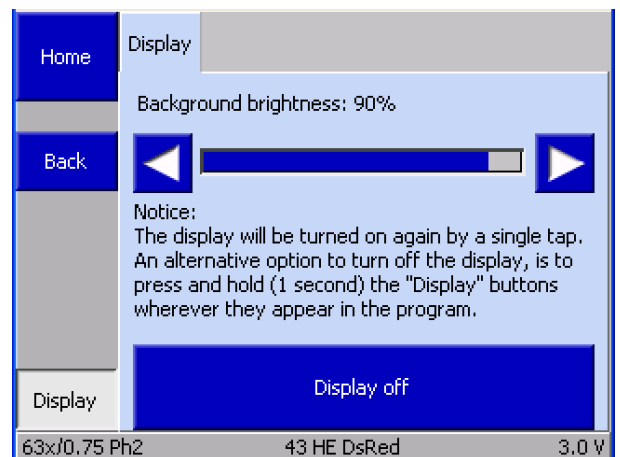 Home
Display
Background brightness: 90%
Back
Notice:
The display will be turned on again by a single tap.
An alternative option to turn off the display, is to
press and hold (1 second) the "Display" buttons
wherever they appear in the program.
Display off
Display
63x/0.75 Ph2 43 HE DsRed 3.0 V